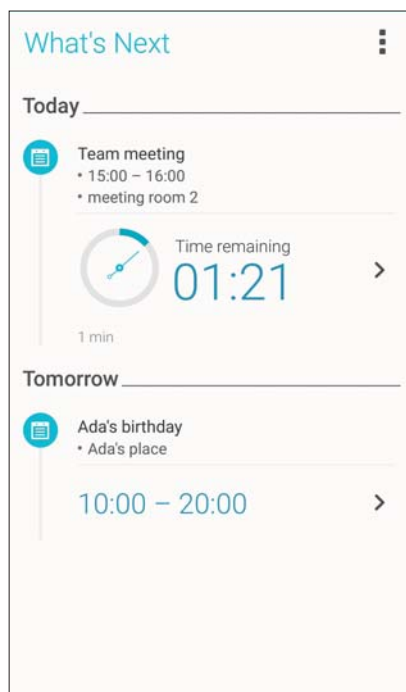 What's Next
Today
Team meeting
• 15:00 – 16:00
• meeting room 2
Time remaining
01:21
1 min
Tomorrow
Ada's birthday
• Ada's place
10:00 – 20:00